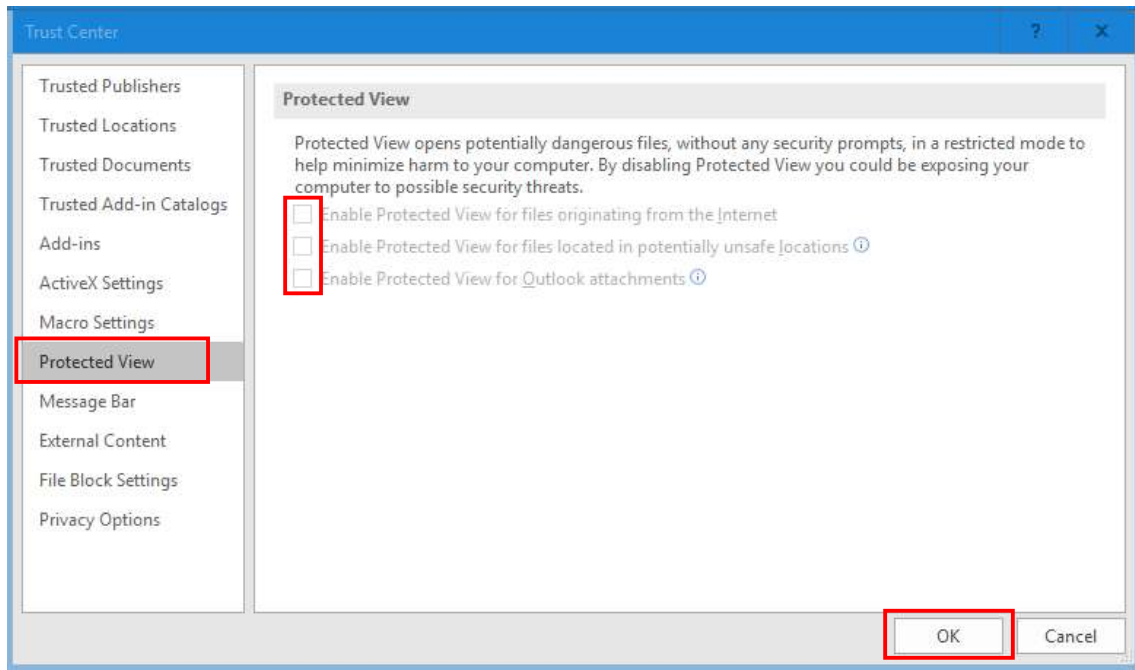 Trust Center
?
x
Trusted Publishers
Trusted Locations
Trusted Documents
Trusted Add-in Catalogs
Add-ins
ActiveX Settings
Macro Settings
Protected View
Message Bar
External Content
File Block Settings
Privacy Options
Protected View
Protected View opens potentially dangerous files, without any security prompts, in a restricted mode to
help minimize harm to your computer. By disabling Protected View you could be exposing your
computer to possible security threats.
Enable Protected View for files originating from the Internet
Enable Protected View for files located in potentially unsafe locations
Enable Protected View for Outlook attachments
OK
Cancel